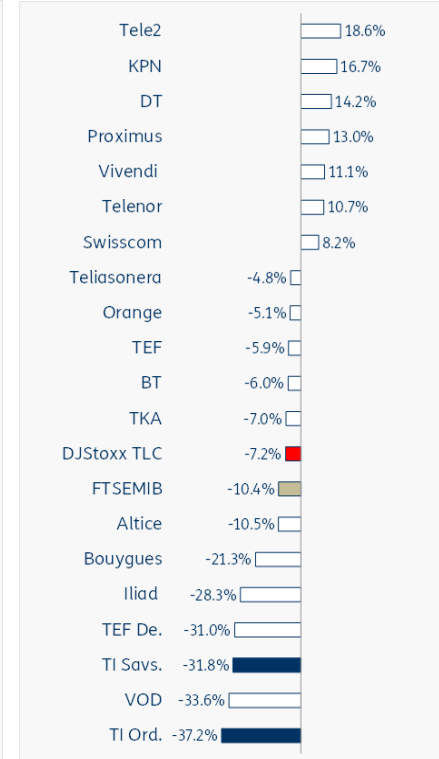 Tele2 18.6%
KPN 16.7%
DT 14.2%
Proximus 13.0%
Vivendi 11.1%
Telenor 10.7%
Swisscom 8.2%
Teliasonera -4.8%
Orange -5.1%
TEF -5.9%
BT -6.0%
TKA -7.0%
DJStoxx TLC -7.2%
FTSEMIB -10.4%
Altice -10.5%
Bouygues -21.3%
Iliad -28.3%
TEF De. -31.0%
TI Savs. -31.8%
VOD -33.6%
TI Ord. -37.2%